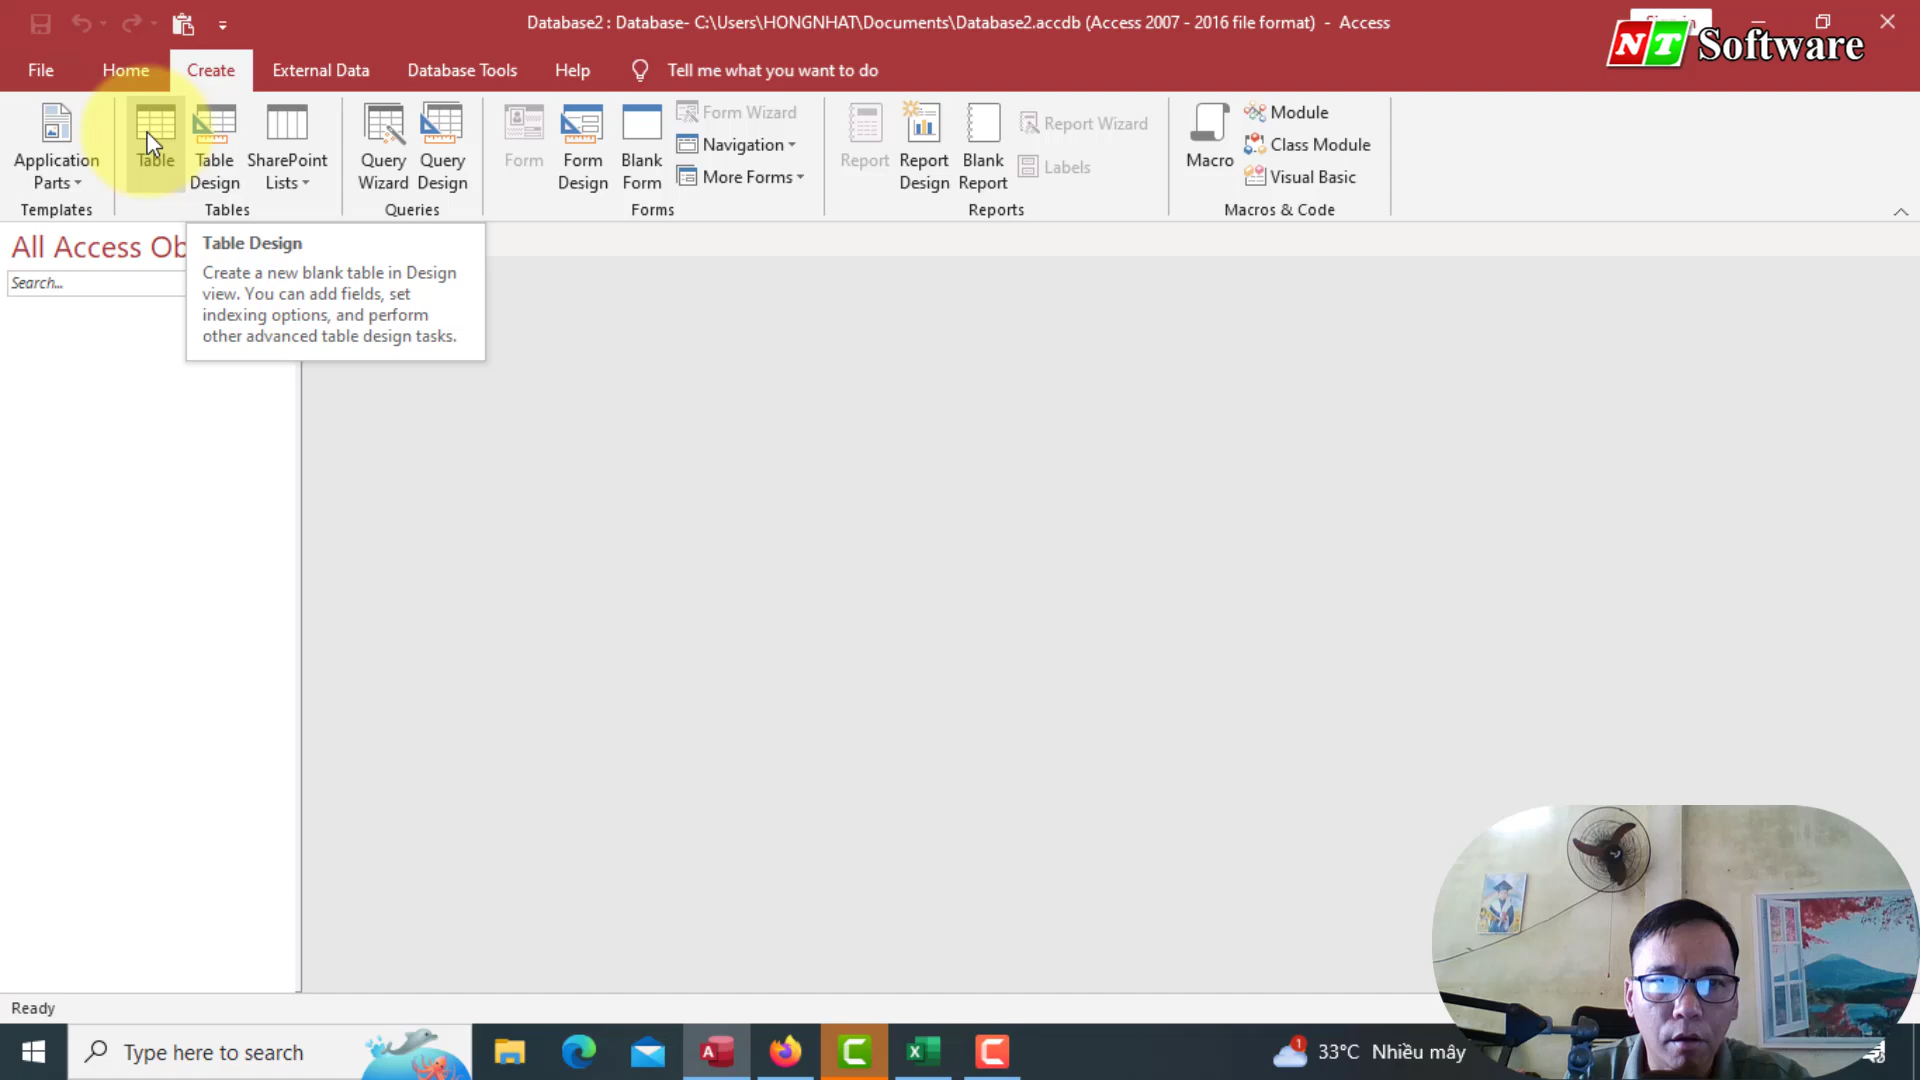 Database2 : Database- C:\Users\HONGNHAT\Documents\Database2.accdb (Access 2007 - 2016 file format) - Access
NT Software
File Home Create External Data Database Tools Help Tell me what you want to do
Application Parts
Table
Table Design
SharePoint Lists
Query Wizard
Query Design
Form
Form Design
Blank Form
Form Wizard
Navigation
More Forms
Report
Report Design
Blank Report
Report Wizard
Labels
Macro
Module
Class Module
Visual Basic
Templates Tables Queries Forms Reports Macros & Code
All Access Ob
Search...
Table Design
Create a new blank table in Design
view. You can add fields, set
indexing options, and perform
other advanced table design tasks.
Ready
Type here to search
1
33°C Nhiều mây